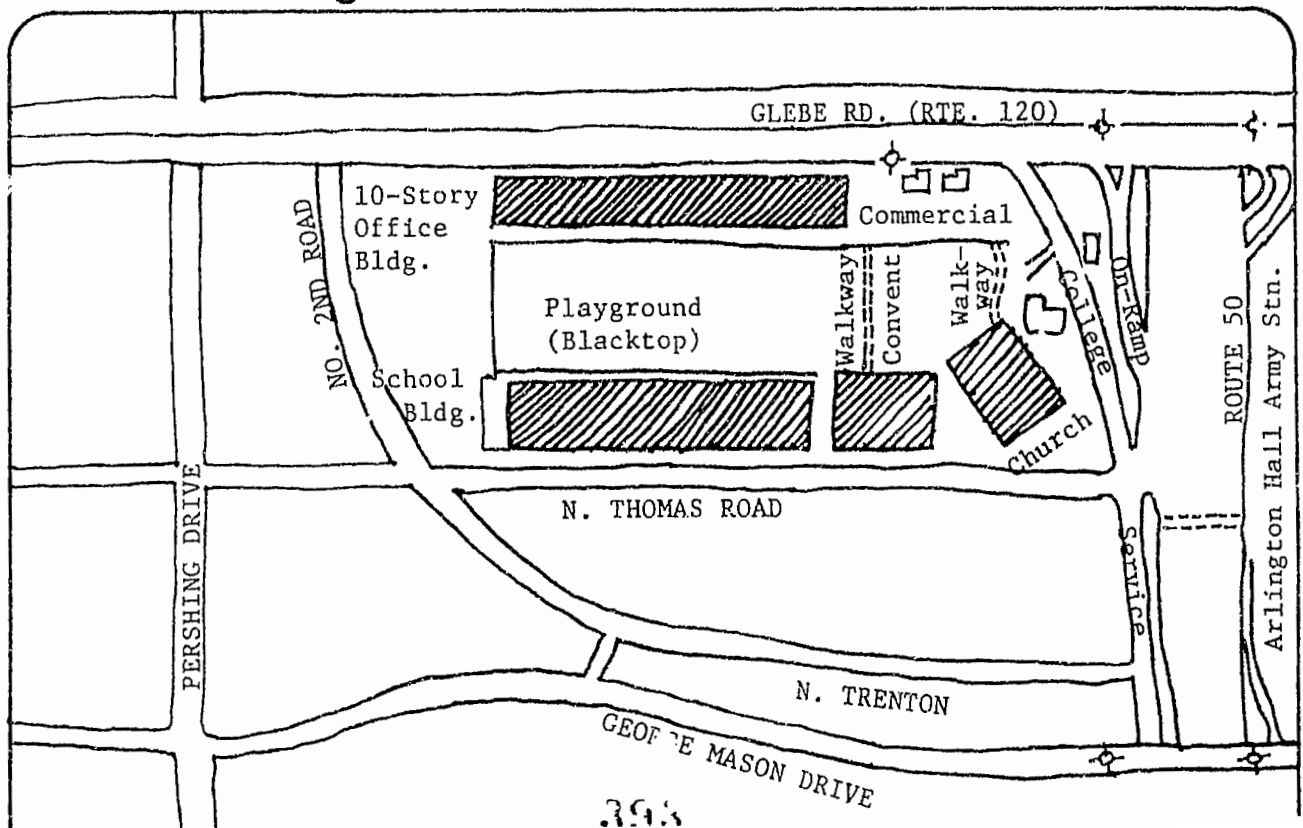 GLEBE RD. (RTE. 120)
10-Story
Office
Bldg.
Commercial
NO. 2ND ROAD
Playground
(Blacktop)
Walkway
Convent
Walk-
way
College
On-Ramp
ROUTE 50
Arlington Hall Army Stn.
School
Bldg.
Church
N. THOMAS ROAD
PERSHING DRIVE
Service
N. TRENTON
GEORGE MASON DRIVE
393